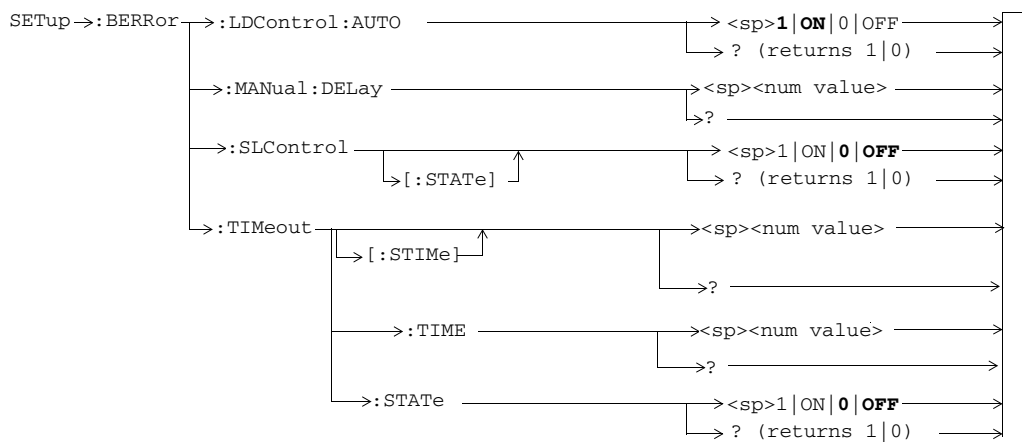 SETup :BERRor :LDControl:AUTO <sp>1|ON|0|OFF
? (returns 1|0)
:MANual:DELay <sp><num value>
?
:SLControl <sp>1|ON|0|OFF
[:STATe] ? (returns 1|0)
:TIMeout <sp><num value>
[:STIMe]
?
:TIME <sp><num value>
?
:STATe <sp>1|ON|0|OFF
? (returns 1|0)